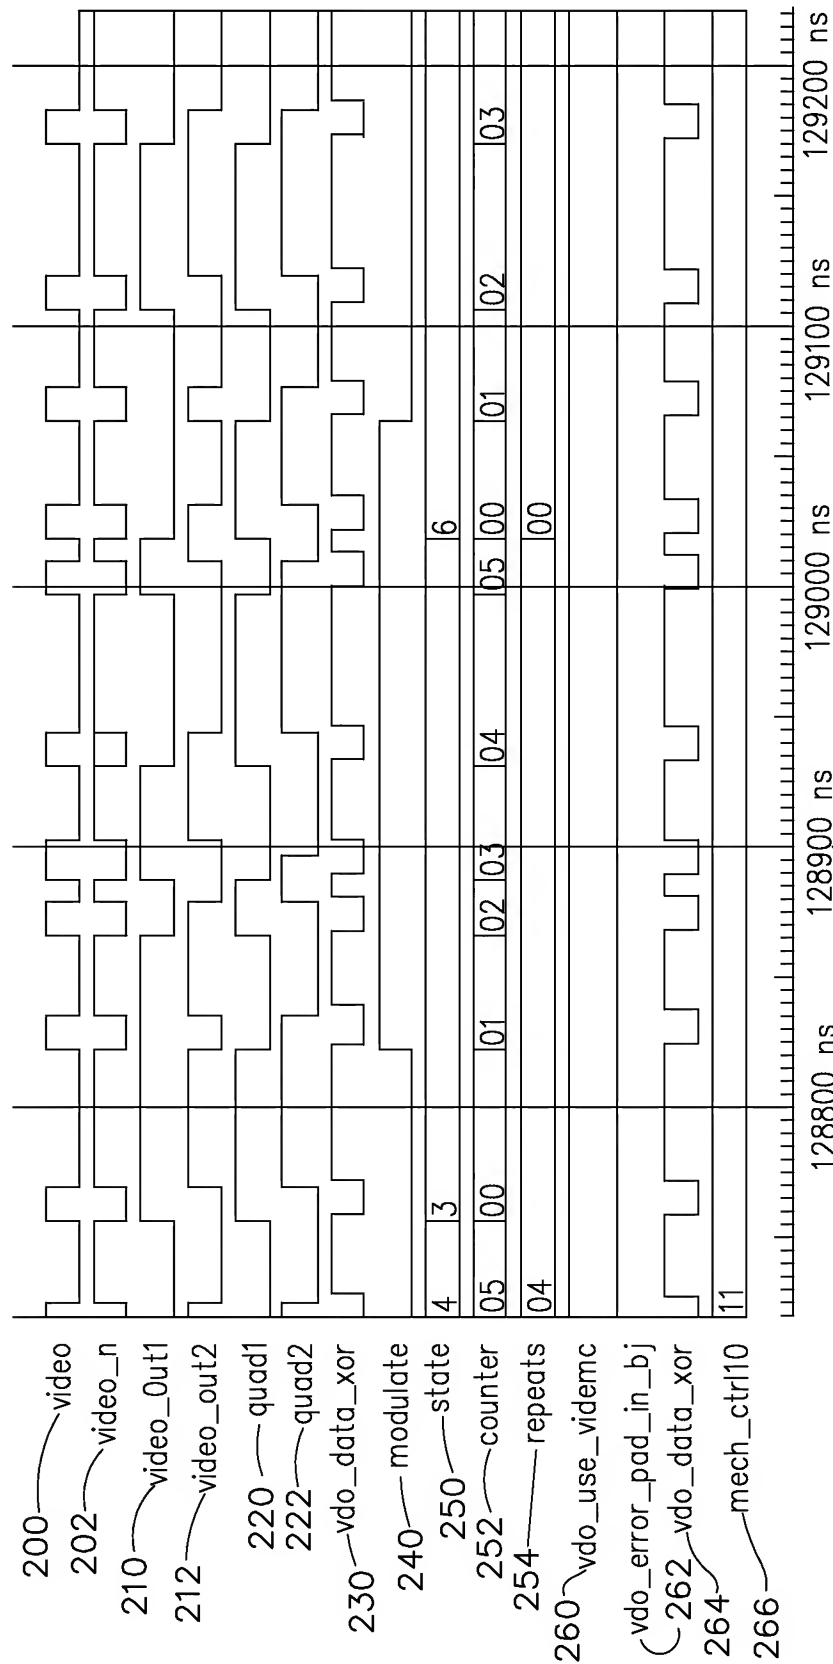 200 video
202 video_n
210 video_0ut1
212 video_out2
220 quad1
222 quad2
230 vdo_data_xor
240 modulate
250 state 4 3 6
252 counter 05 00 01 02 03 04 05 00 01 02 03
254 repeats 04 00
260 vdo_use_videmc
262 vdo_error_pad_in_bj
264 vdo_data_xor
266 mech_ctrl10 11
128800 ns 128900 ns 129000 ns 129100 ns 129200 ns